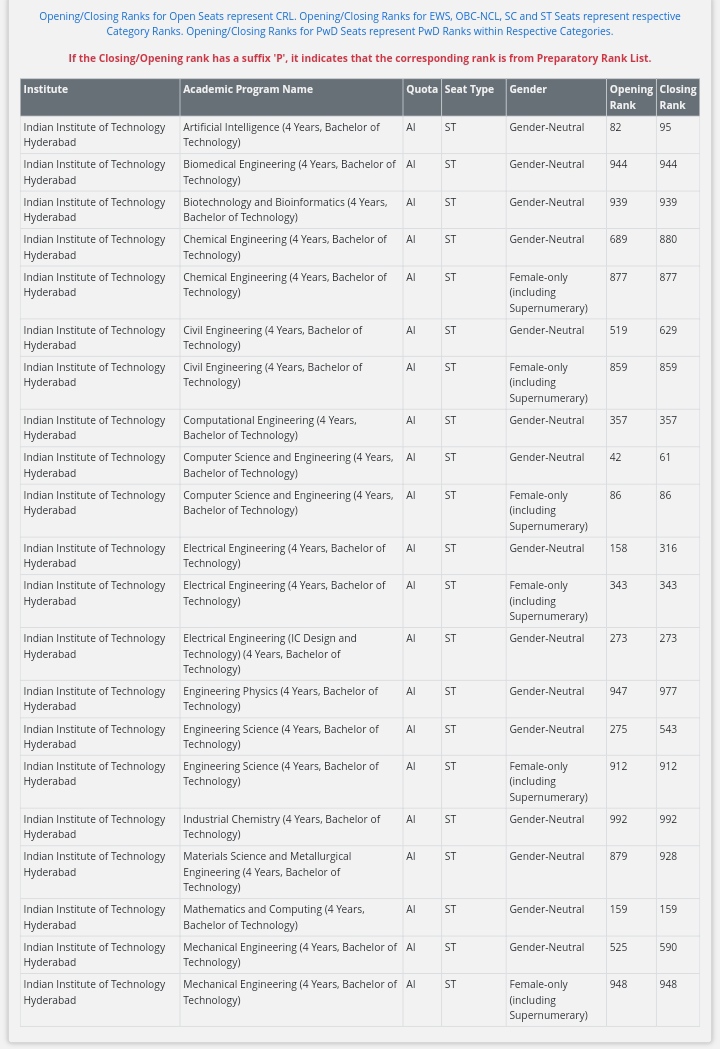 Opening/Closing Ranks for Open Seats represent CRL. Opening/Closing Ranks for EWS, OBC-NCL, SC and ST Seats represent respective
Category Ranks. Opening/Closing Ranks for PwD Seats represent PwD Ranks within Respective Categories.
If the Closing/Opening rank has a suffix 'P', it indicates that the corresponding rank is from Preparatory Rank List.
Institute Academic Program Name Quota Seat Type Gender Opening Closing
Rank Rank
Indian Institute of Technology Artificial Intelligence (4 Years, Bachelor of AI ST Gender-Neutral 82 95
Hyderabad Technology)
Indian Institute of Technology Biomedical Engineering (4 Years, Bachelor of AI ST Gender-Neutral 944 944
Hyderabad Technology)
Indian Institute of Technology Biotechnology and Bioinformatics (4 Years, AI ST Gender-Neutral 939 939
Hyderabad Bachelor of Technology)
Indian Institute of Technology Chemical Engineering (4 Years, Bachelor of AI ST Gender-Neutral 689 880
Hyderabad Technology)
Indian Institute of Technology Chemical Engineering (4 Years, Bachelor of AI ST Female-only 877 877
Hyderabad Technology) (including
Supernumerary)
Indian Institute of Technology Civil Engineering (4 Years, Bachelor of AI ST Gender-Neutral 519 629
Hyderabad Technology)
Indian Institute of Technology Civil Engineering (4 Years, Bachelor of AI ST Female-only 859 859
Hyderabad Technology) (including
Supernumerary)
Indian Institute of Technology Computational Engineering (4 Years, AI ST Gender-Neutral 357 357
Hyderabad Bachelor of Technology)
Indian Institute of Technology Computer Science and Engineering (4 Years, AI ST Gender-Neutral 42 61
Hyderabad Bachelor of Technology)
Indian Institute of Technology Computer Science and Engineering (4 Years, AI ST Female-only 86 86
Hyderabad Bachelor of Technology) (including
Supernumerary)
Indian Institute of Technology Electrical Engineering (4 Years, Bachelor of AI ST Gender-Neutral 158 316
Hyderabad Technology)
Indian Institute of Technology Electrical Engineering (4 Years, Bachelor of AI ST Female-only 343 343
Hyderabad Technology) (including
Supernumerary)
Indian Institute of Technology Electrical Engineering (IC Design and AI ST Gender-Neutral 273 273
Hyderabad Technology) (4 Years, Bachelor of
Technology)
Indian Institute of Technology Engineering Physics (4 Years, Bachelor of AI ST Gender-Neutral 947 977
Hyderabad Technology)
Indian Institute of Technology Engineering Science (4 Years, Bachelor of AI ST Gender-Neutral 275 543
Hyderabad Technology)
Indian Institute of Technology Engineering Science (4 Years, Bachelor of AI ST Female-only 912 912
Hyderabad Technology) (including
Supernumerary)
Indian Institute of Technology Industrial Chemistry (4 Years, Bachelor of AI ST Gender-Neutral 992 992
Hyderabad Technology)
Indian Institute of Technology Materials Science and Metallurgical AI ST Gender-Neutral 879 928
Hyderabad Engineering (4 Years, Bachelor of
Technology)
Indian Institute of Technology Mathematics and Computing (4 Years, AI ST Gender-Neutral 159 159
Hyderabad Bachelor of Technology)
Indian Institute of Technology Mechanical Engineering (4 Years, Bachelor of AI ST Gender-Neutral 525 590
Hyderabad Technology)
Indian Institute of Technology Mechanical Engineering (4 Years, Bachelor of AI ST Female-only 948 948
Hyderabad Technology) (including
Supernumerary)